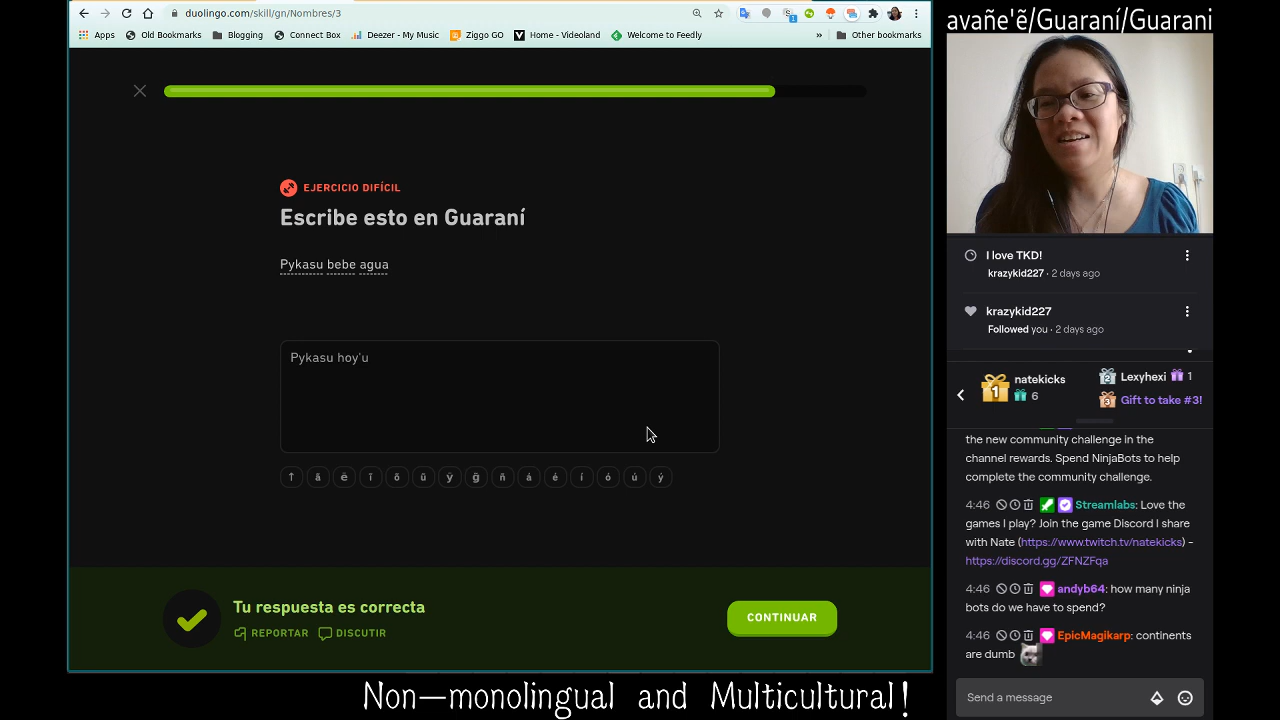 duolingo.com/skill/gn/Nombres/3
Apps Old Bookmarks Blogging Connect Box Deezer - My Music Ziggo GO Home - Videoland Welcome to Feedly » Other bookmarks
EJERCICIO DIFÍCIL
Escribe esto en Guaraní
Pykasu bebe agua
Pykasu hoy'u
↑ ã ẽ ĩ õ ũ ỹ g̃ ñ á é í ó ú ý
Tu respuesta es correcta
REPORTAR DISCUTIR
CONTINUAR
avañe'ẽ/Guaraní/Guarani
I love TKD!
krazykid227 · 2 days ago
krazykid227
Followed you · 2 days ago
1 natekicks
6
2 Lexyhexi 1
3 Gift to take #3!
the new community challenge in the
channel rewards. Spend NinjaBots to help
complete the community challenge.
4:46 Streamlabs: Love the
games I play? Join the game Discord I share
with Nate (https://www.twitch.tv/natekicks) -
https://discord.gg/ZFNZFqa
4:46 andyb64: how many ninja
bots do we have to spend?
4:46 EpicMagikarp: continents
are dumb
Send a message
Non-monolingual and Multicultural!